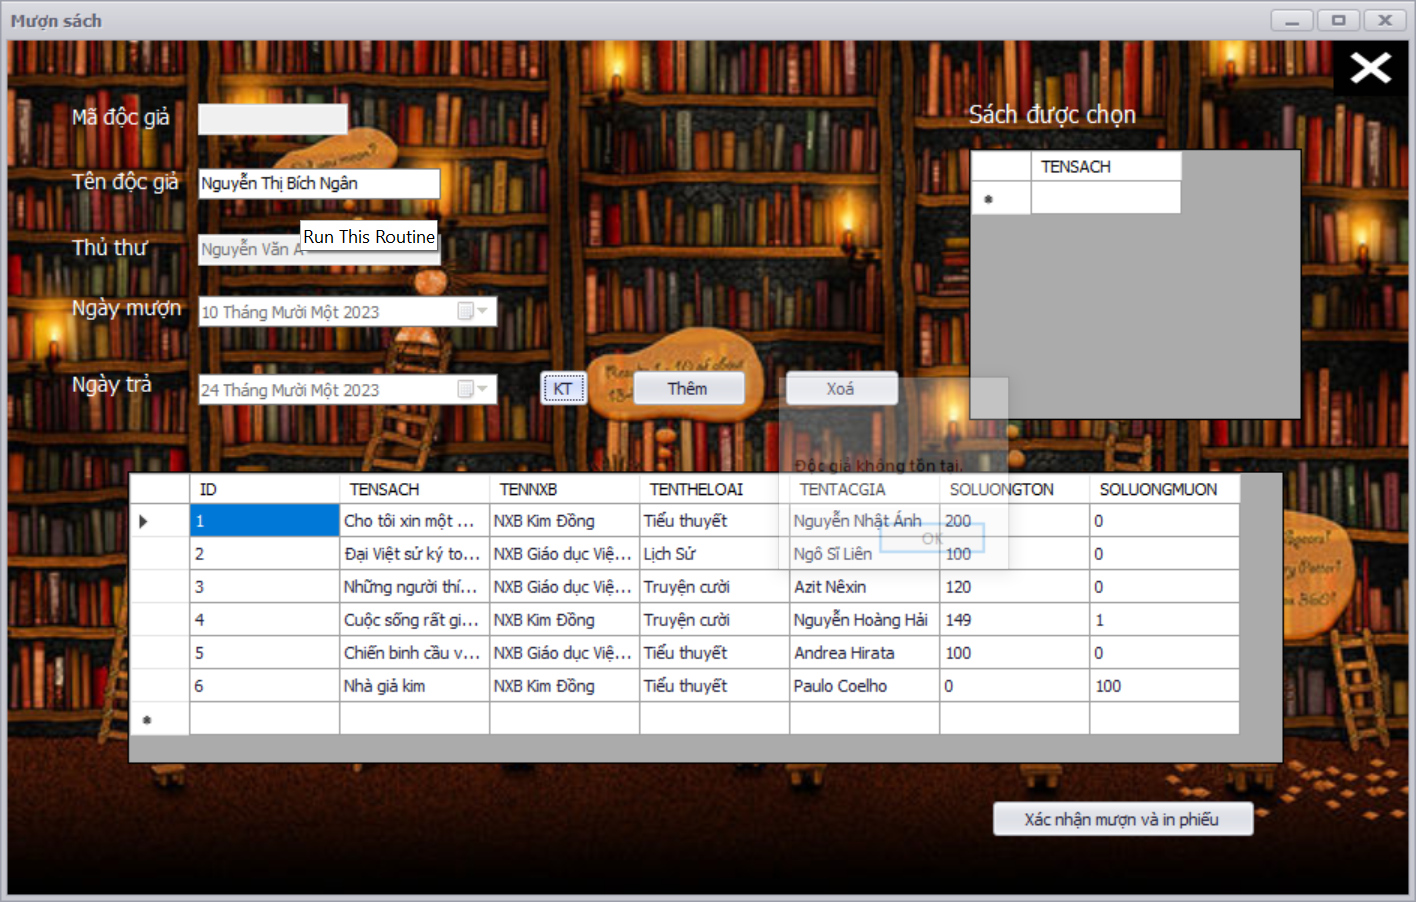 Mượn sách
Mã độc giả
Sách được chọn
TENSACH
Tên độc giả
Nguyễn Thị Bích Ngân
Run This Routine
Thủ thư
Nguyễn Văn A
Ngày mượn
10 Tháng Mười Một 2023
Ngày trả
24 Tháng Mười Một 2023
KT
Thêm
Xoá
Độc giả không tồn tại.
OK
ID TENSACH TENNXB TENTHELOAI TENTACGIA SOLUONGTON SOLUONGMUON
1 Cho tôi xin một ... NXB Kim Đồng Tiểu thuyết Nguyễn Nhật Ánh 200 0
2 Đại Việt sử ký to... NXB Giáo dục Việ... Lịch Sử Ngô Sĩ Liên 100 0
3 Những người thí... NXB Giáo dục Việ... Truyện cười Azit Nêxin 120 0
4 Cuộc sống rất gi... NXB Kim Đồng Truyện cười Nguyễn Hoàng Hải 149 1
5 Chiến binh cầu v... NXB Giáo dục Việ... Tiểu thuyết Andrea Hirata 100 0
6 Nhà giả kim NXB Kim Đồng Tiểu thuyết Paulo Coelho 0 100
Xác nhận mượn và in phiếu